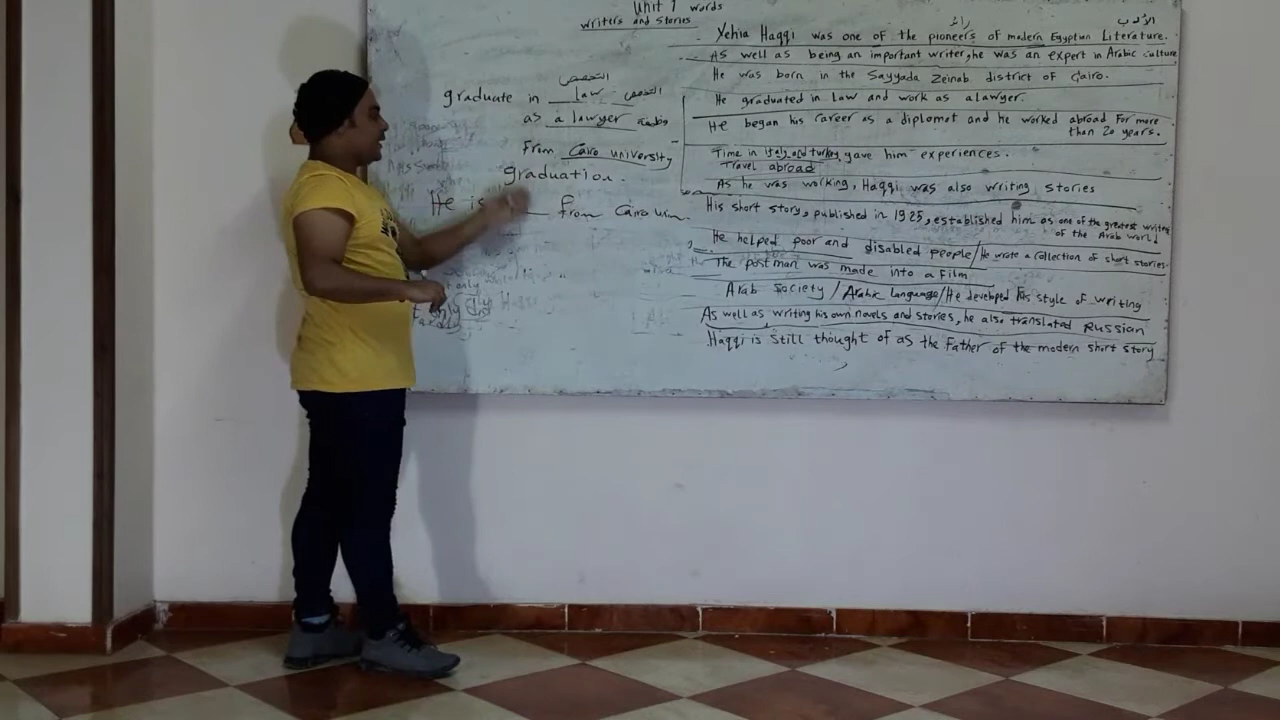 Unit 7 words
writers and stories
graduate in law التخصص
التخصص
as a lawyer وظيفة
From Cairo university
graduation.
He is from Cairo
رائد الأدب
Yehia Haqqi was one of the pioneers of modern Egyptian Literature.
As well as being an important writer, he was an expert in Arabic culture
He was born in the Sayyada Zeinab district of Cairo.
He graduated in Law and work as a lawyer.
He began his career as a diplomat and he worked abroad For more
than 20 years.
Time in Italy and turkey gave him experiences.
Travel abroad
As he was working, Haqqi was also writing stories
His short story, published in 1925, established him as one of the greatest writers
of the Arab world
He helped poor and disabled people/He wrote a collection of short stories.
The postman was made into a film
Arab Society / Arabic Language/He developed his style of writing
As well as writing his own novels and stories, he also translated Russian
Haqqi is still thought of as the father of the modern short story